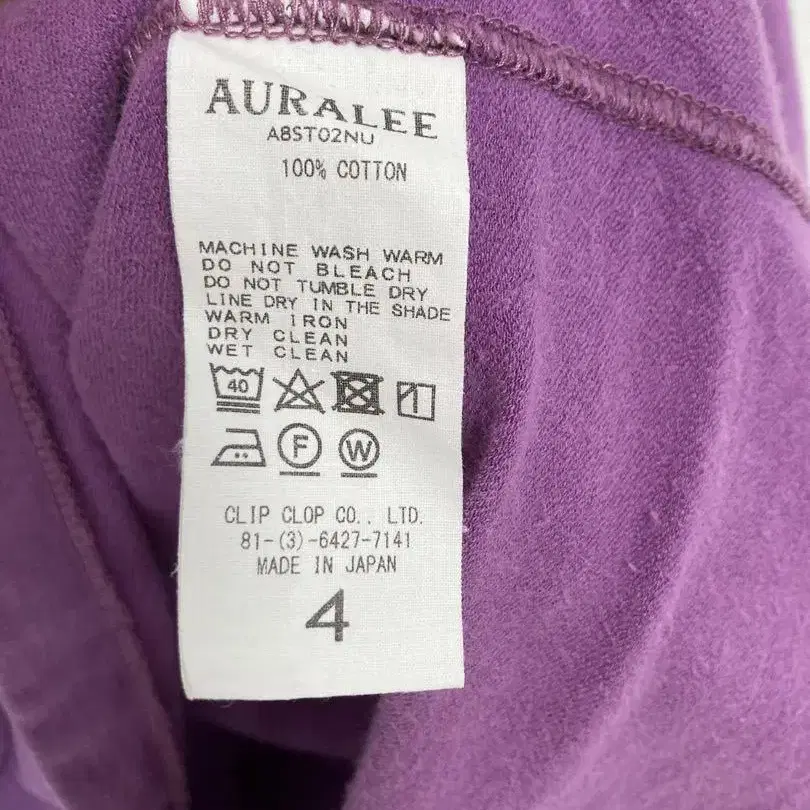 AURALEE
A8ST02NU
100% COTTON
MACHINE WASH WARM
DO NOT BLEACH
DO NOT TUMBLE DRY
LINE DRY IN THE SHADE
WARM IRON
DRY CLEAN
WET CLEAN
40
F W
CLIP CLOP CO., LTD.
81-(3)-6427-7141
MADE IN JAPAN
4